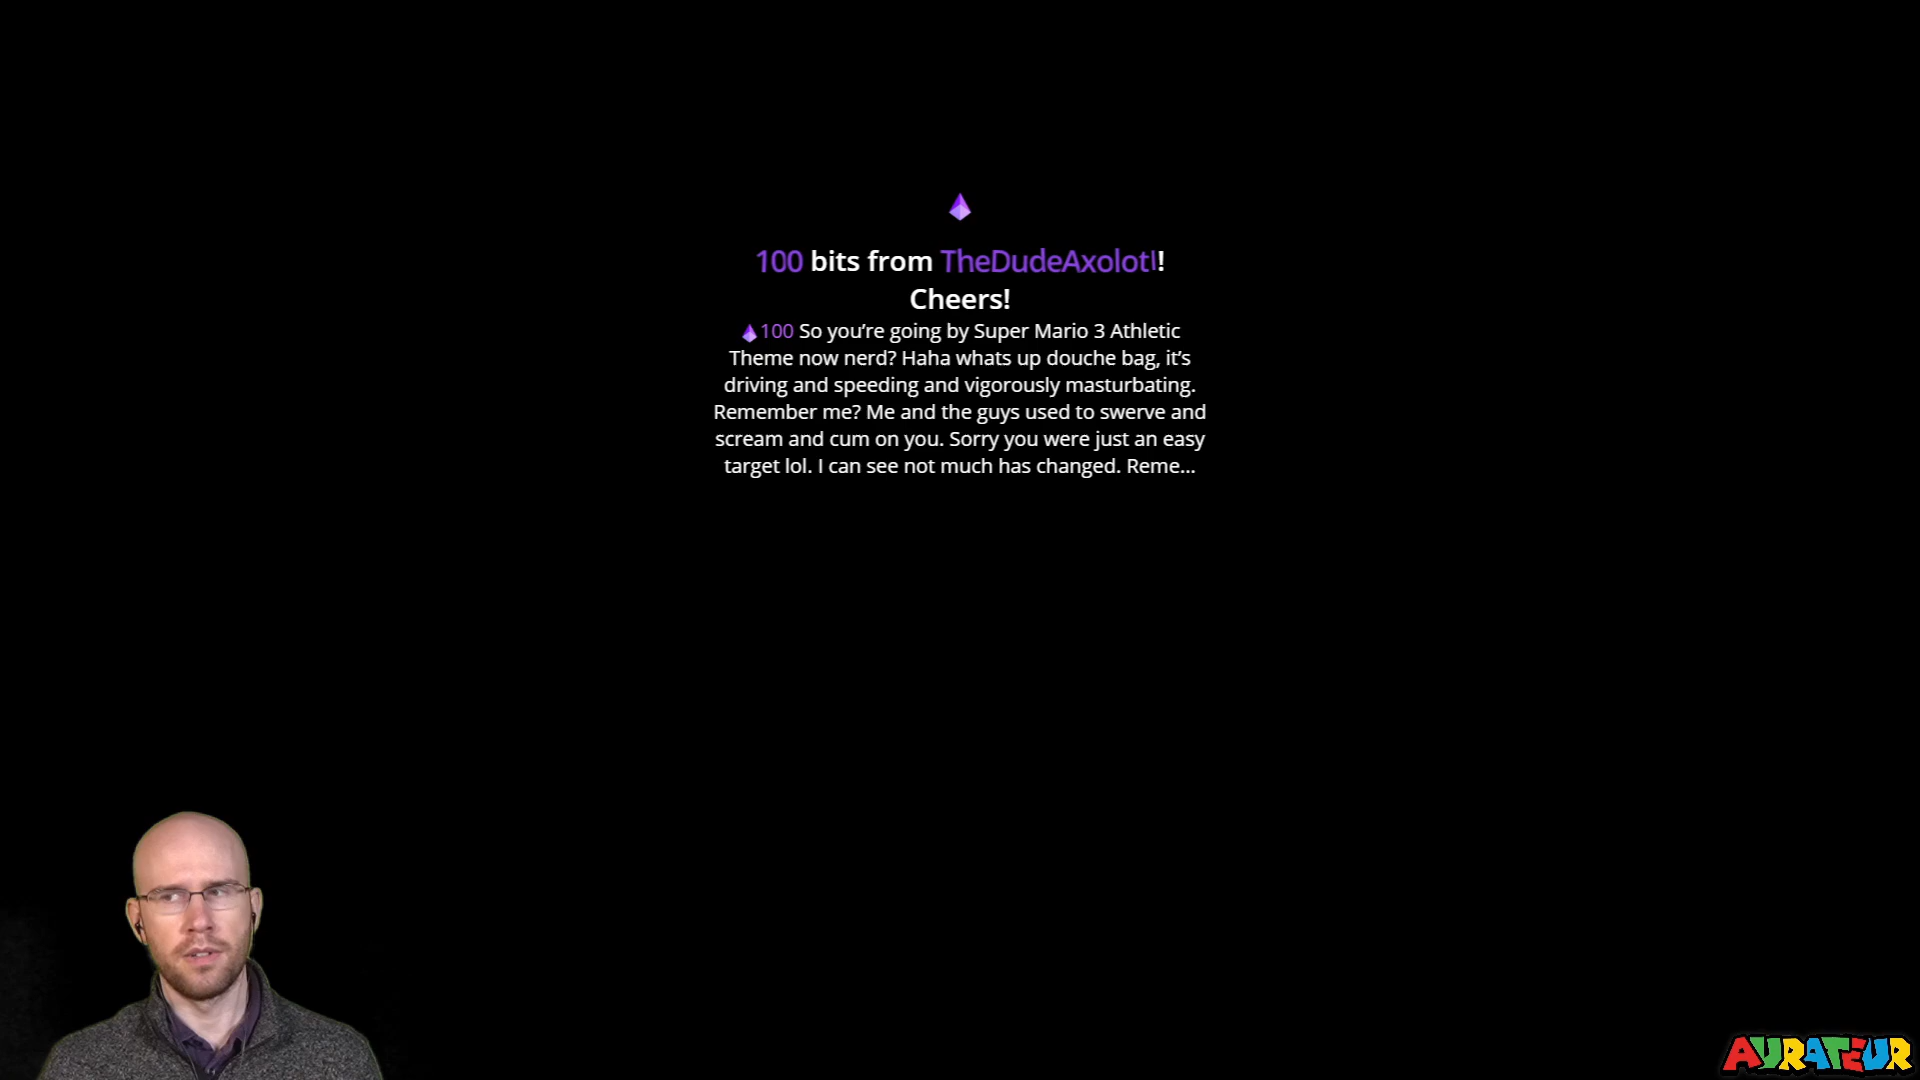 100 bits from TheDudeAxolot!!
Cheers!
100 So you’re going by Super Mario 3 Athletic
Theme now nerd? Haha whats up douche bag, it’s
driving and speeding and vigorously masturbating.
Remember me? Me and the guys used to swerve and
scream and cum on you. Sorry you were just an easy
target lol. I can see not much has changed. Reme...
AURATEUR